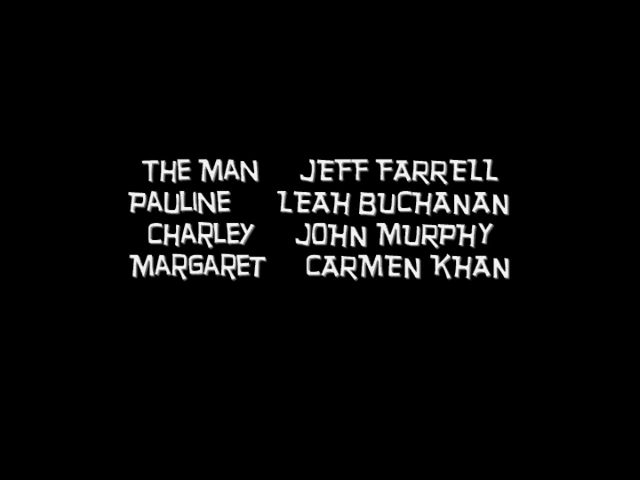 THE MAN JEFF FARRELL
PAULINE LEAH BUCHANAN
CHARLEY JOHN MURPHY
MARGARET CARMEN KHAN